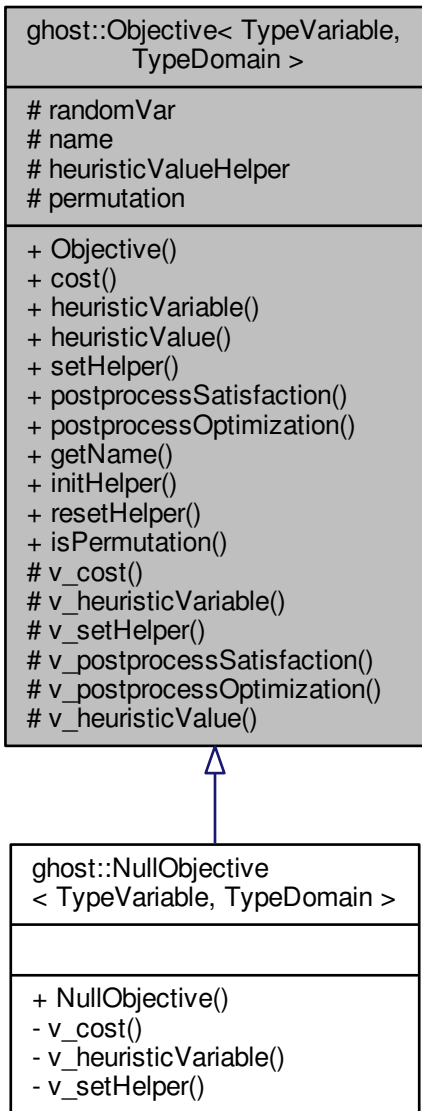 ghost::Objective< TypeVariable,
TypeDomain >
# randomVar
# name
# heuristicValueHelper
# permutation
+ Objective()
+ cost()
+ heuristicVariable()
+ heuristicValue()
+ setHelper()
+ postprocessSatisfaction()
+ postprocessOptimization()
+ getName()
+ initHelper()
+ resetHelper()
+ isPermutation()
# v_cost()
# v_heuristicVariable()
# v_setHelper()
# v_postprocessSatisfaction()
# v_postprocessOptimization()
# v_heuristicValue()
ghost::NullObjective
< TypeVariable, TypeDomain >
+ NullObjective()
- v_cost()
- v_heuristicVariable()
- v_setHelper()